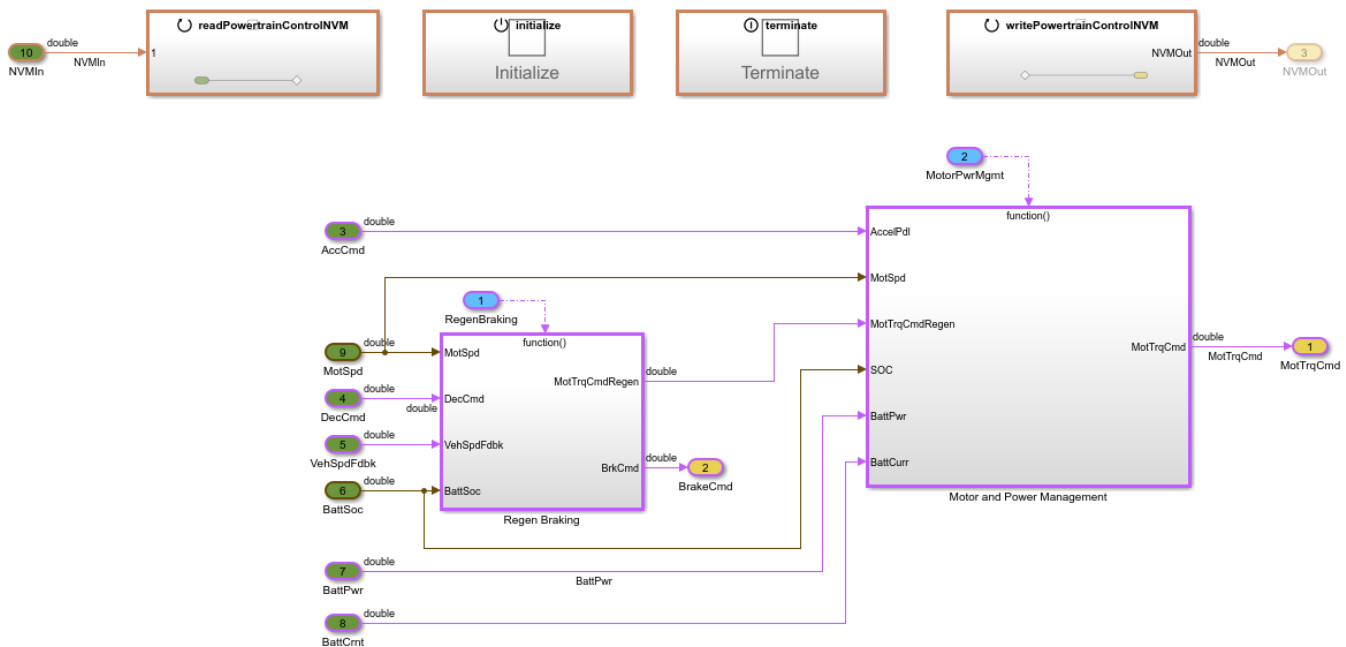 readPowertrainControlNVM
initialize
terminate
writePowertrainControlNVM
10
double
NVMIn
NVMIn
1
Initialize
Terminate
NVMOut
double
NVMOut
3
NVMOut
2
MotorPwrMgmt
function()
3
double
AccCmd
AccelPdl
MotSpd
1
RegenBraking
MotTrqCmdRegen
function()
9
double
MotSpd
MotSpd
MotTrqCmd
double
MotTrqCmd
1
MotTrqCmd
SOC
MotTrqCmdRegen
double
4
double
DecCmd
double
DecCmd
BattPwr
5
double
VehSpdFdbk
VehSpdFdbk
BattCurr
BrkCmd
double
2
BrakeCmd
6
double
BattSoc
BattSoc
Motor and Power Management
Regen Braking
7
double
BattPwr
BattPwr
8
double
BattCrnt